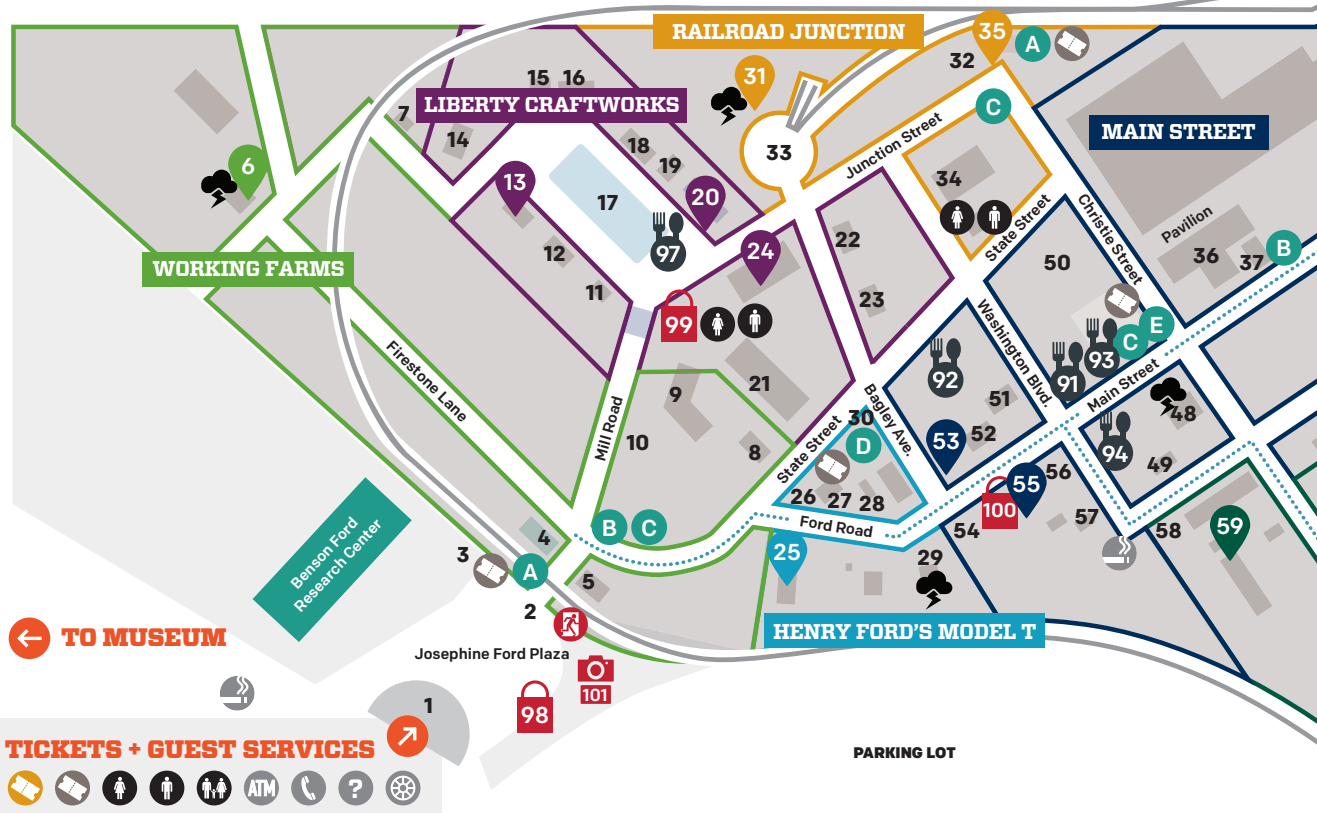 RAILROAD JUNCTION
35
A
32
31
15 16
7
LIBERTY CRAFTWORKS
C
MAIN STREET
14
18
33
Junction Street
19
6
13
34
20
17
Christie Street
State Street
Pavilion
22
97
12
24
50
36
37
B
WORKING FARMS
11
23
99
Washington Blvd.
E
C
93
Firestone Lane
92
91
21
Main Street
9
51
Bagley Ave.
48
30
Mill Road
10
State Street
D
53
52
94
8
49
55
56
26
27
28
100
57
B
C
Ford Road
54
58
59
4
25
3
29
A
Benson Ford
Research Center
5
2
TO MUSEUM
HENRY FORD'S MODEL T
Josephine Ford Plaza
101
98
1
TICKETS + GUEST SERVICES
PARKING LOT
ATM
?